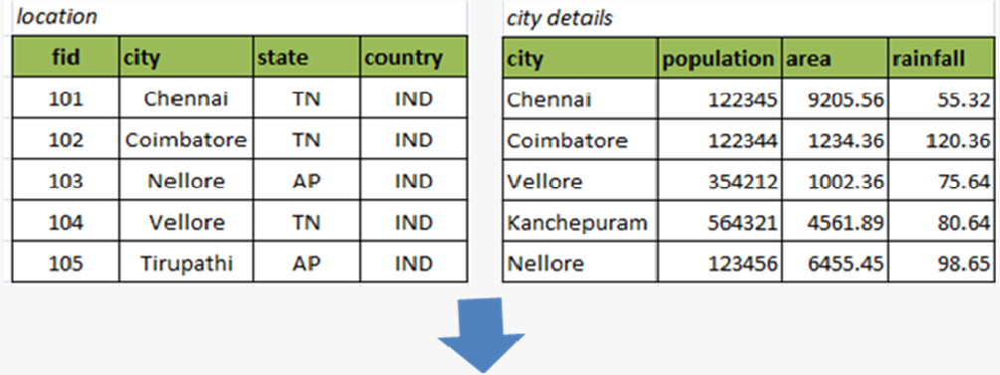 location
fid city state country
101 Chennai TN IND
102 Coimbatore TN IND
103 Nellore AP IND
104 Vellore TN IND
105 Tirupathi AP IND
city details
city population area rainfall
Chennai 122345 9205.56 55.32
Coimbatore 122344 1234.36 120.36
Vellore 354212 1002.36 75.64
Kanchepuram 564321 4561.89 80.64
Nellore 123456 6455.45 98.65